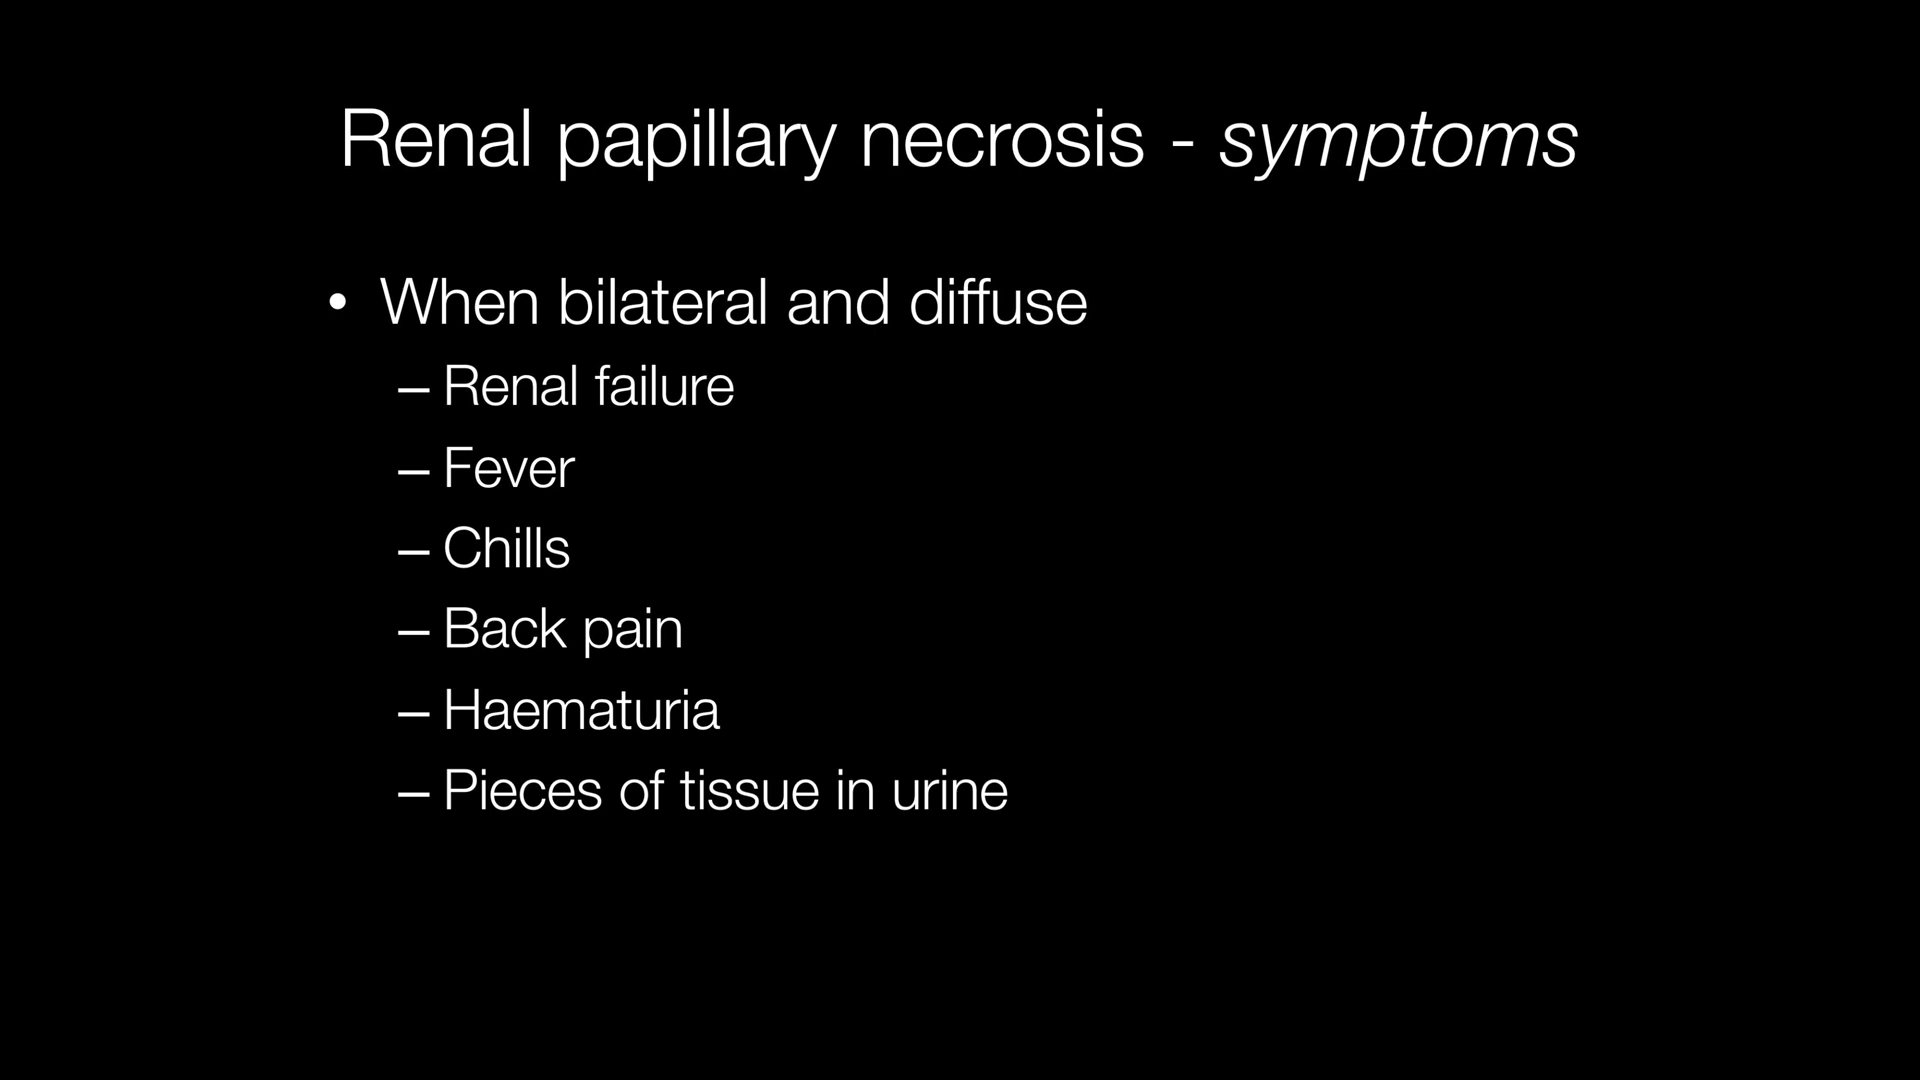 Renal papillary necrosis - symptoms
• When bilateral and diffuse
– Renal failure
– Fever
– Chills
– Back pain
– Haematuria
– Pieces of tissue in urine